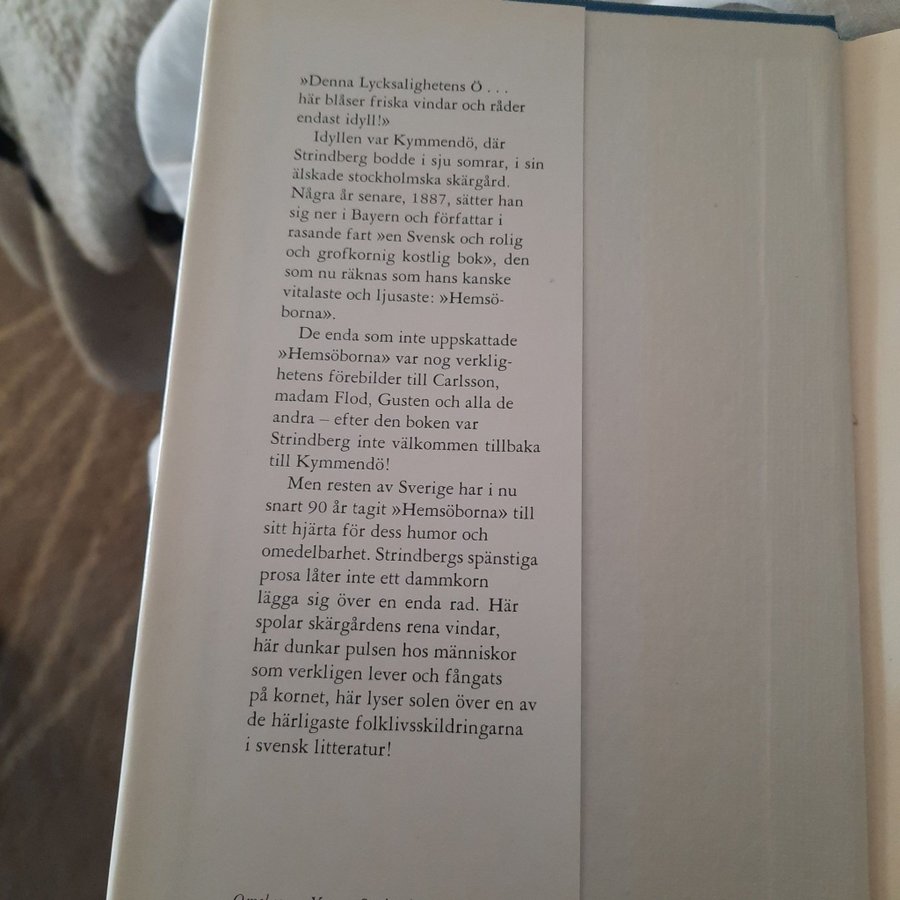 »Denna Lycksalighetens Ö . . .
här blåser friska vindar och råder
endast idyll!»
Idyllen var Kymmendö, där
Strindberg bodde i sju somrar, i sin
älskade stockholmska skärgård.
Några år senare, 1887, sätter han
sig ner i Bayern och författar i
rasande fart »en Svensk och rolig
och grofkornig kostlig bok», den
som nu räknas som hans kanske
vitalaste och ljusaste: »Hemsö-
borna».
De enda som inte uppskattade
»Hemsöborna» var nog verklig-
hetens förebilder till Carlsson,
madam Flod, Gusten och alla de
andra – efter den boken var
Strindberg inte välkommen tillbaka
till Kymmendö!
Men resten av Sverige har i nu
snart 90 år tagit »Hemsöborna» till
sitt hjärta för dess humor och
omedelbarhet. Strindbergs spänstiga
prosa låter inte ett dammkorn
lägga sig över en enda rad. Här
spolar skärgårdens rena vindar,
här dunkar pulsen hos människor
som verkligen lever och fångats
på kornet, här lyser solen över en av
de härligaste folklivsskildringarna
i svensk litteratur!